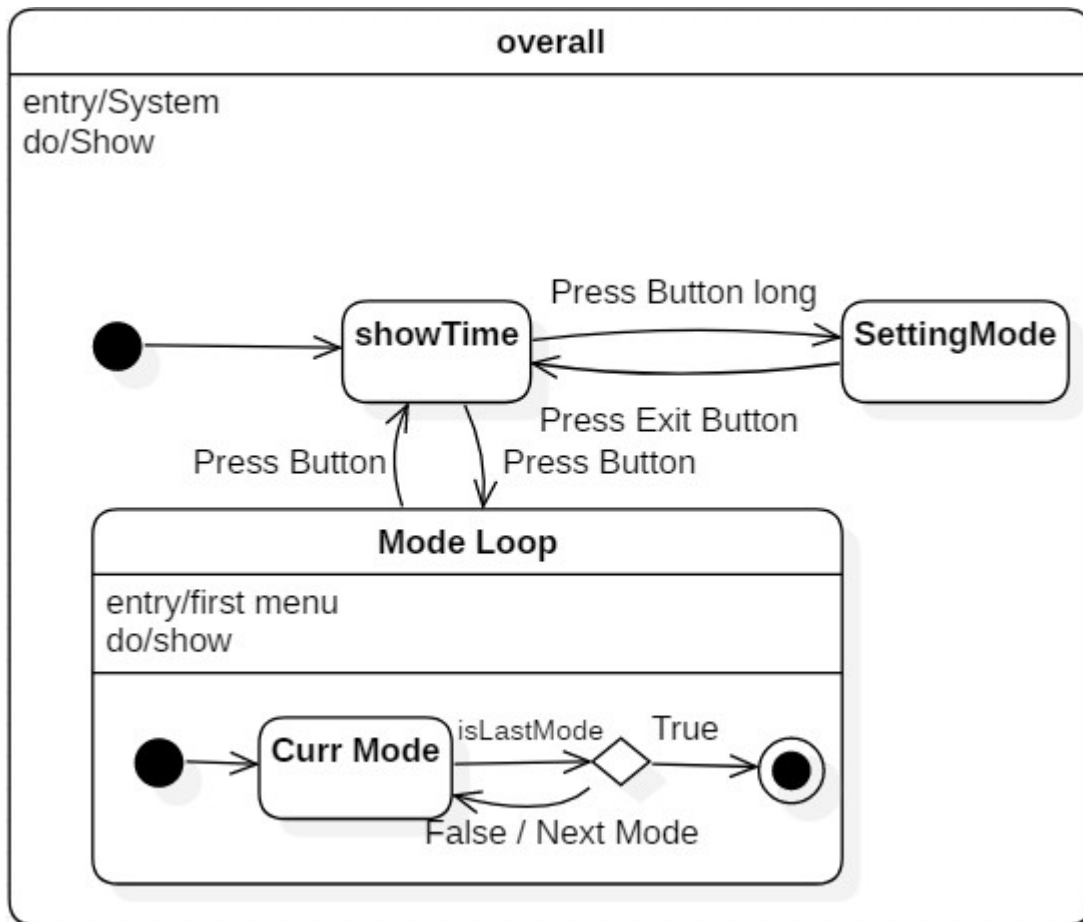 overall
entry/System
do/Show
Press Button long
showTime
SettingMode
Press Exit Button
Press Button
Press Button
Mode Loop
entry/first menu
do/show
isLastMode
True
Curr Mode
False / Next Mode